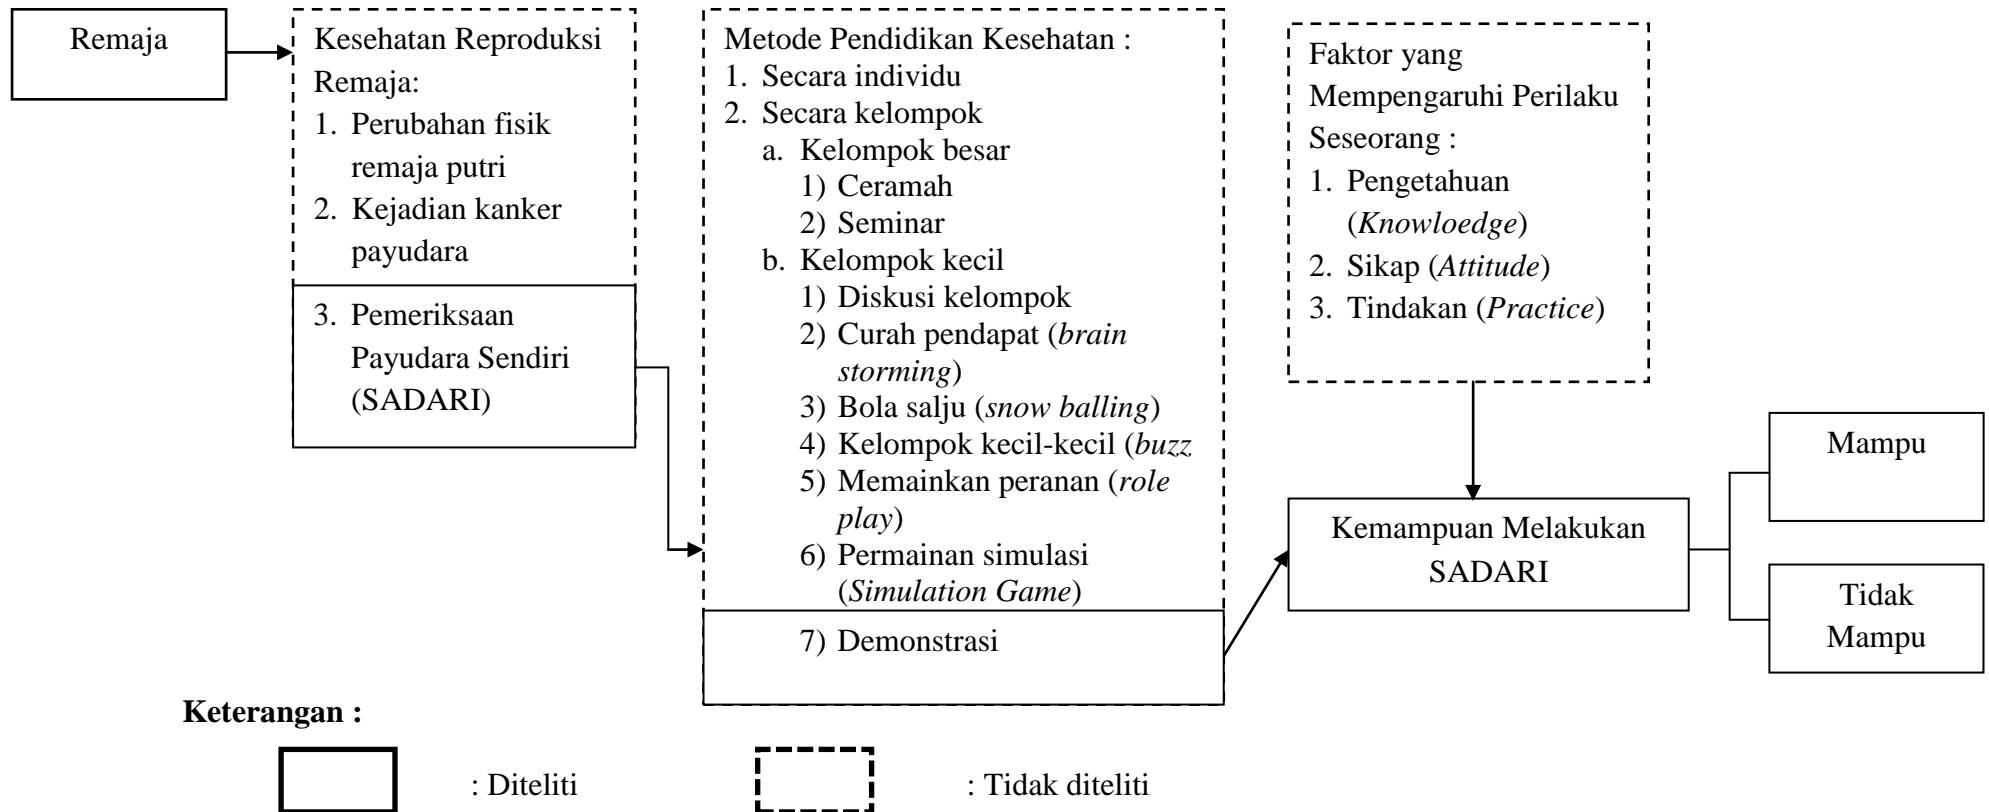 Remaja
Kesehatan Reproduksi
Remaja:
1. Perubahan fisik
remaja putri
2. Kejadian kanker
payudara
3. Pemeriksaan
Payudara Sendiri
(SADARI)
Metode Pendidikan Kesehatan :
1. Secara individu
2. Secara kelompok
a. Kelompok besar
1) Ceramah
2) Seminar
b. Kelompok kecil
1) Diskusi kelompok
2) Curah pendapat (brain
storming)
3) Bola salju (snow balling)
4) Kelompok kecil-kecil (buzz
5) Memainkan peranan (role
play)
6) Permainan simulasi
(Simulation Game)
7) Demonstrasi
Faktor yang
Mempengaruhi Perilaku
Seseorang :
1. Pengetahuan
(Knowloedge)
2. Sikap (Attitude)
3. Tindakan (Practice)
Kemampuan Melakukan
SADARI
Mampu
Tidak
Mampu
Keterangan :
: Diteliti
: Tidak diteliti